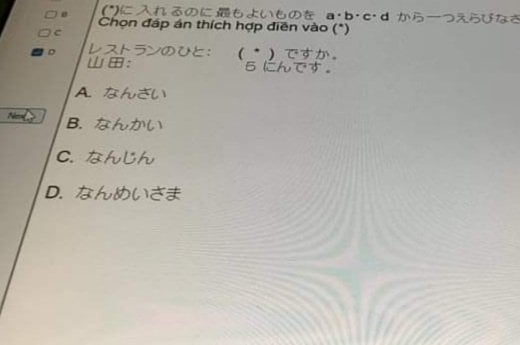 (*)に入れるのに最もよいものを a・b・c・d から一つえらびなさ
Chọn đáp án thích hợp điền vào (*)
B
C
D
レストランのひと: ( * ) ですか。
山田: 5 にんです。
Next
A. なんさい
B. なんかい
C. なんじん
D. なんめいさま